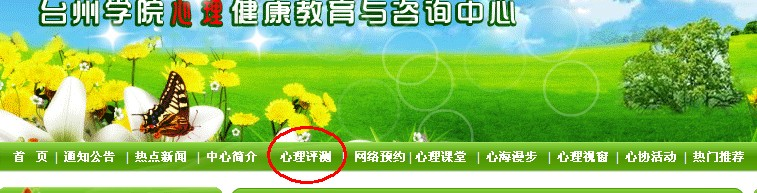 台州学院心理健康教育与咨询中心
首 页 | 通知公告 | 热点新闻 | 中心简介 | 心理评测 | 网络预约 | 心理课堂 | 心海漫步 | 心理视窗 | 心协活动 | 热门推荐